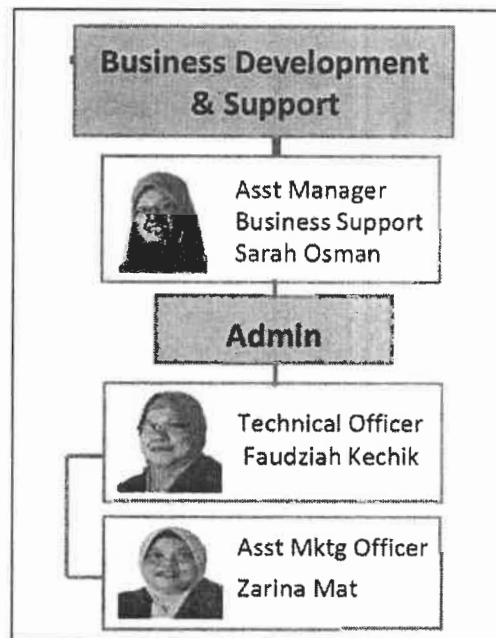 Business Development
& Support
Asst Manager
Business Support
Sarah Osman
Admin
Technical Officer
Faudziah Kechik
Asst Mktg Officer
Zarina Mat